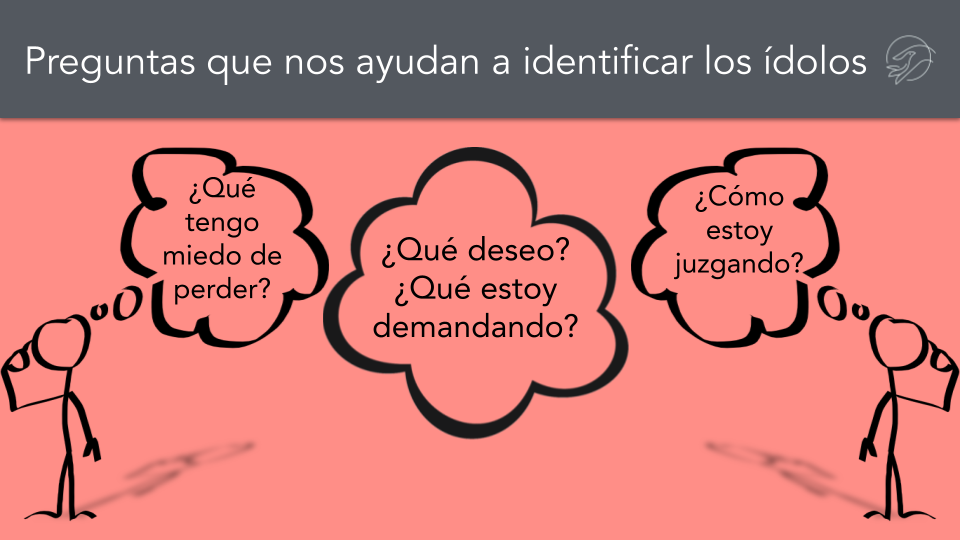 Preguntas que nos ayudan a identificar los ídolos
¿Qué
tengo
miedo de
perder?
¿Qué deseo?
¿Qué estoy
demandando?
¿Cómo
estoy
juzgando?